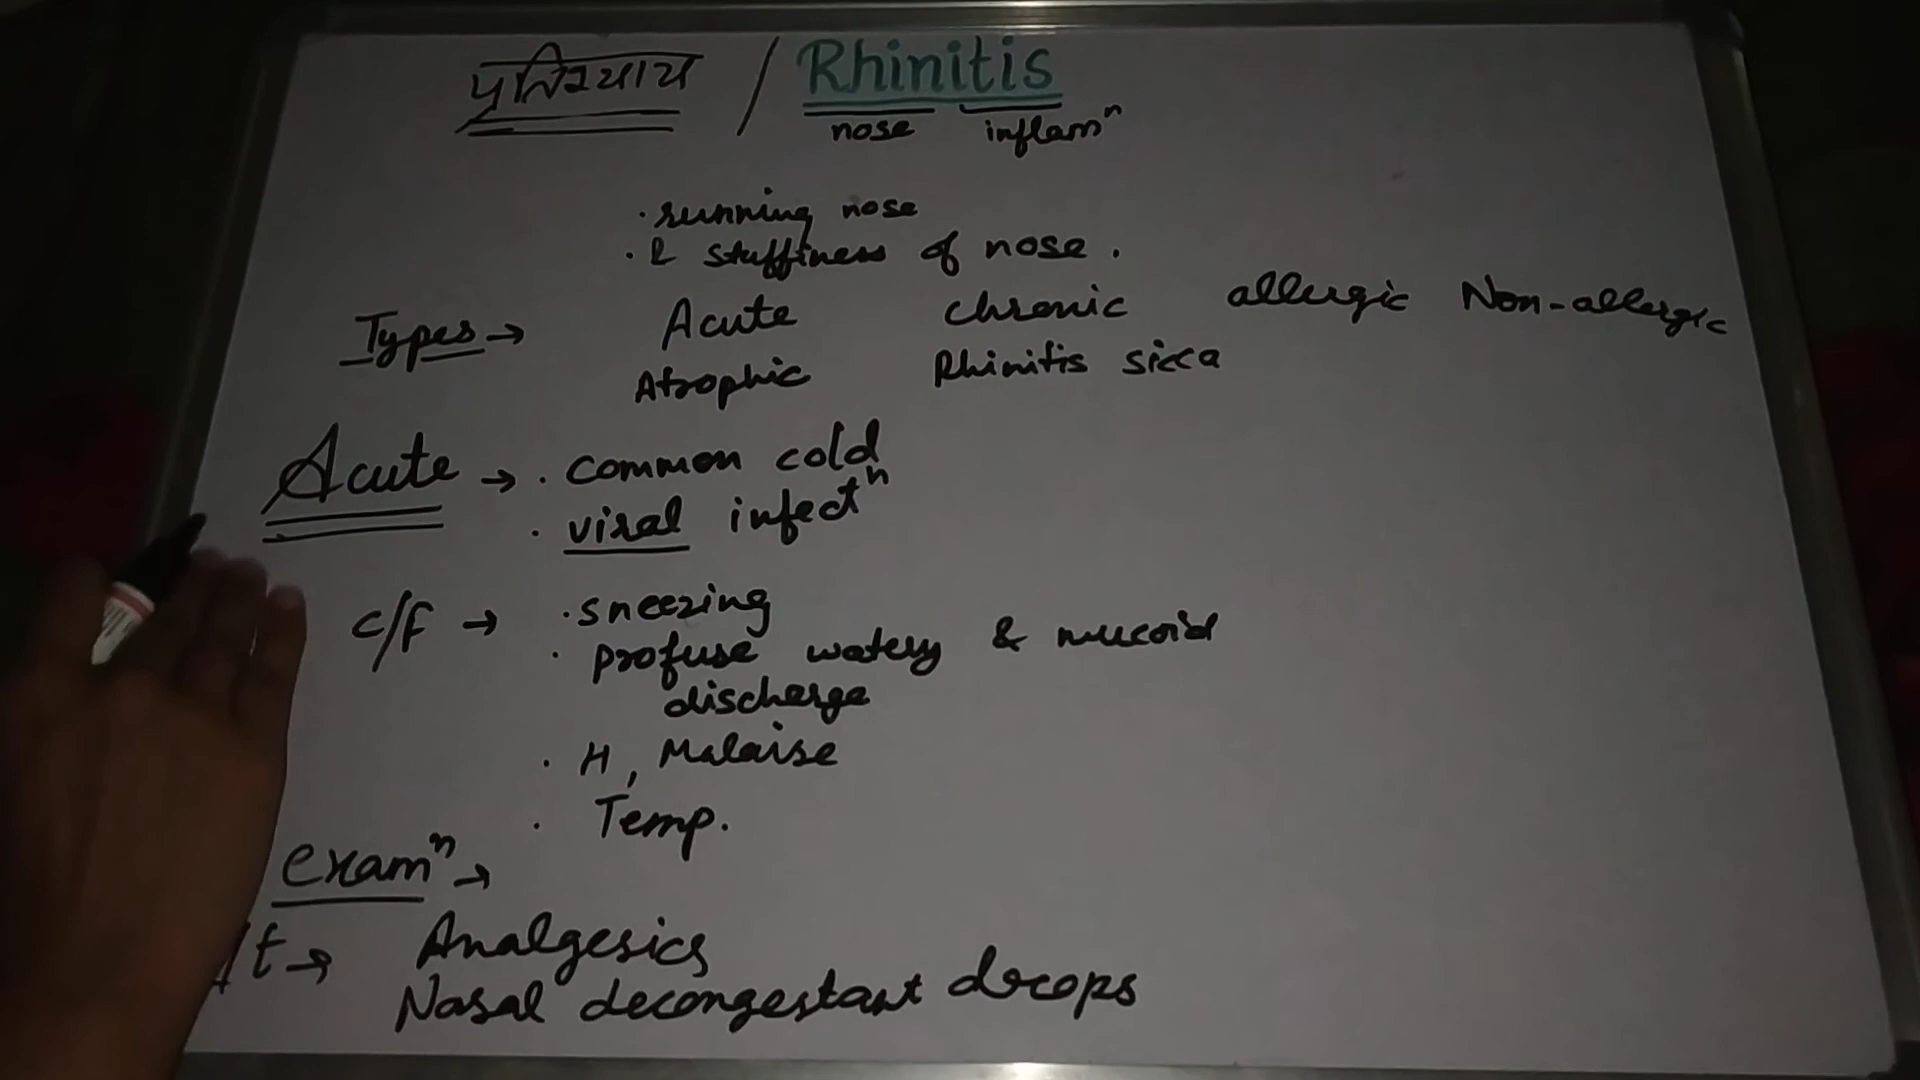 प्रतिश्याय / Rhinitis
nose inflamⁿ
· running nose
· & stuffiness of nose .
Types → Acute chronic allergic Non-allergic
Atrophic Rhinitis sicca
Acute → · common cold
· viral infectⁿ
c/f → · sneezing
· profuse watery & mucoid
discharge
· H , Malaise
· Temp.
examⁿ →
/t → Analgesics
Nasal decongestant drops